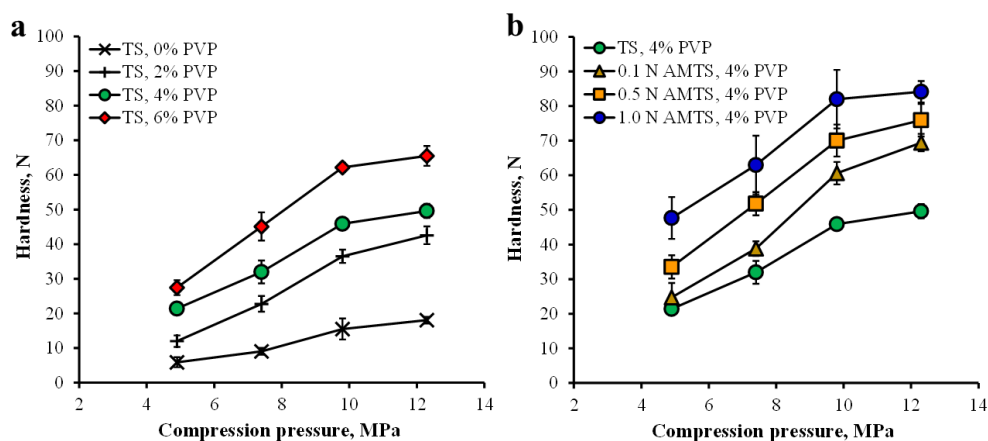 a
TS, 0% PVP
TS, 2% PVP
TS, 4% PVP
TS, 6% PVP
Hardness, N
100
90
80
70
60
50
40
30
20
10
0
2 4 6 8 10 12 14
Compression pressure, MPa
b
TS, 4% PVP
0.1 N AMTS, 4% PVP
0.5 N AMTS, 4% PVP
1.0 N AMTS, 4% PVP
Hardness, N
100
90
80
70
60
50
40
30
20
10
0
2 4 6 8 10 12 14
Compression pressure, MPa